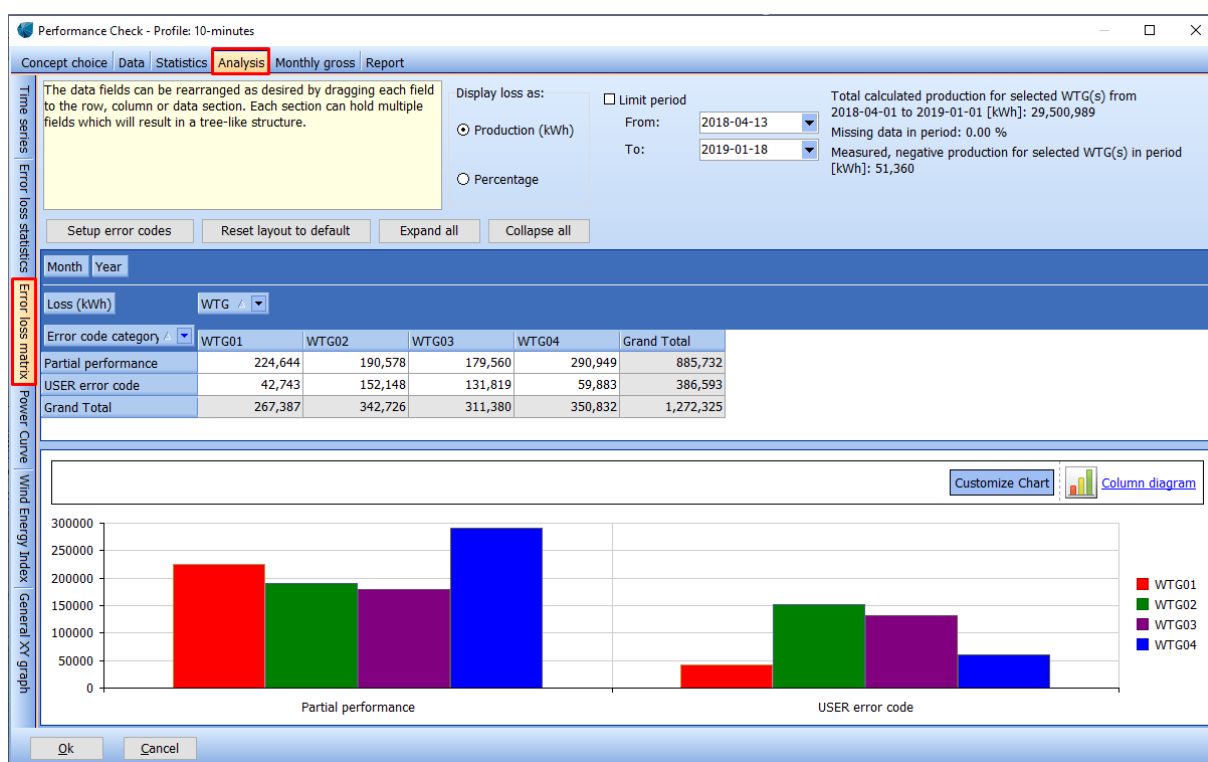 Performance Check - Profile: 10-minutes
Concept choice Data Statistics Analysis Monthly gross Report
Time series Error loss statistics Error loss matrix Power Curve Wind Energy Index General XY graph
The data fields can be rearranged as desired by dragging each field
to the row, column or data section. Each section can hold multiple
fields which will result in a tree-like structure.
Display loss as:
Production (kWh)
Percentage
Limit period
From: 2018-04-13
To: 2019-01-18
Total calculated production for selected WTG(s) from
2018-04-01 to 2019-01-01 [kWh]: 29,500,989
Missing data in period: 0.00 %
Measured, negative production for selected WTG(s) in period
[kWh]: 51,360
Setup error codes Reset layout to default Expand all Collapse all
Month Year
Loss (kWh) WTG
Error code category WTG01 WTG02 WTG03 WTG04 Grand Total
Partial performance 224,644 190,578 179,560 290,949 885,732
USER error code 42,743 152,148 131,819 59,883 386,593
Grand Total 267,387 342,726 311,380 350,832 1,272,325
Customize Chart Column diagram
300000
250000
200000
150000
100000
50000
0
Partial performance USER error code
WTG01
WTG02
WTG03
WTG04
Ok Cancel